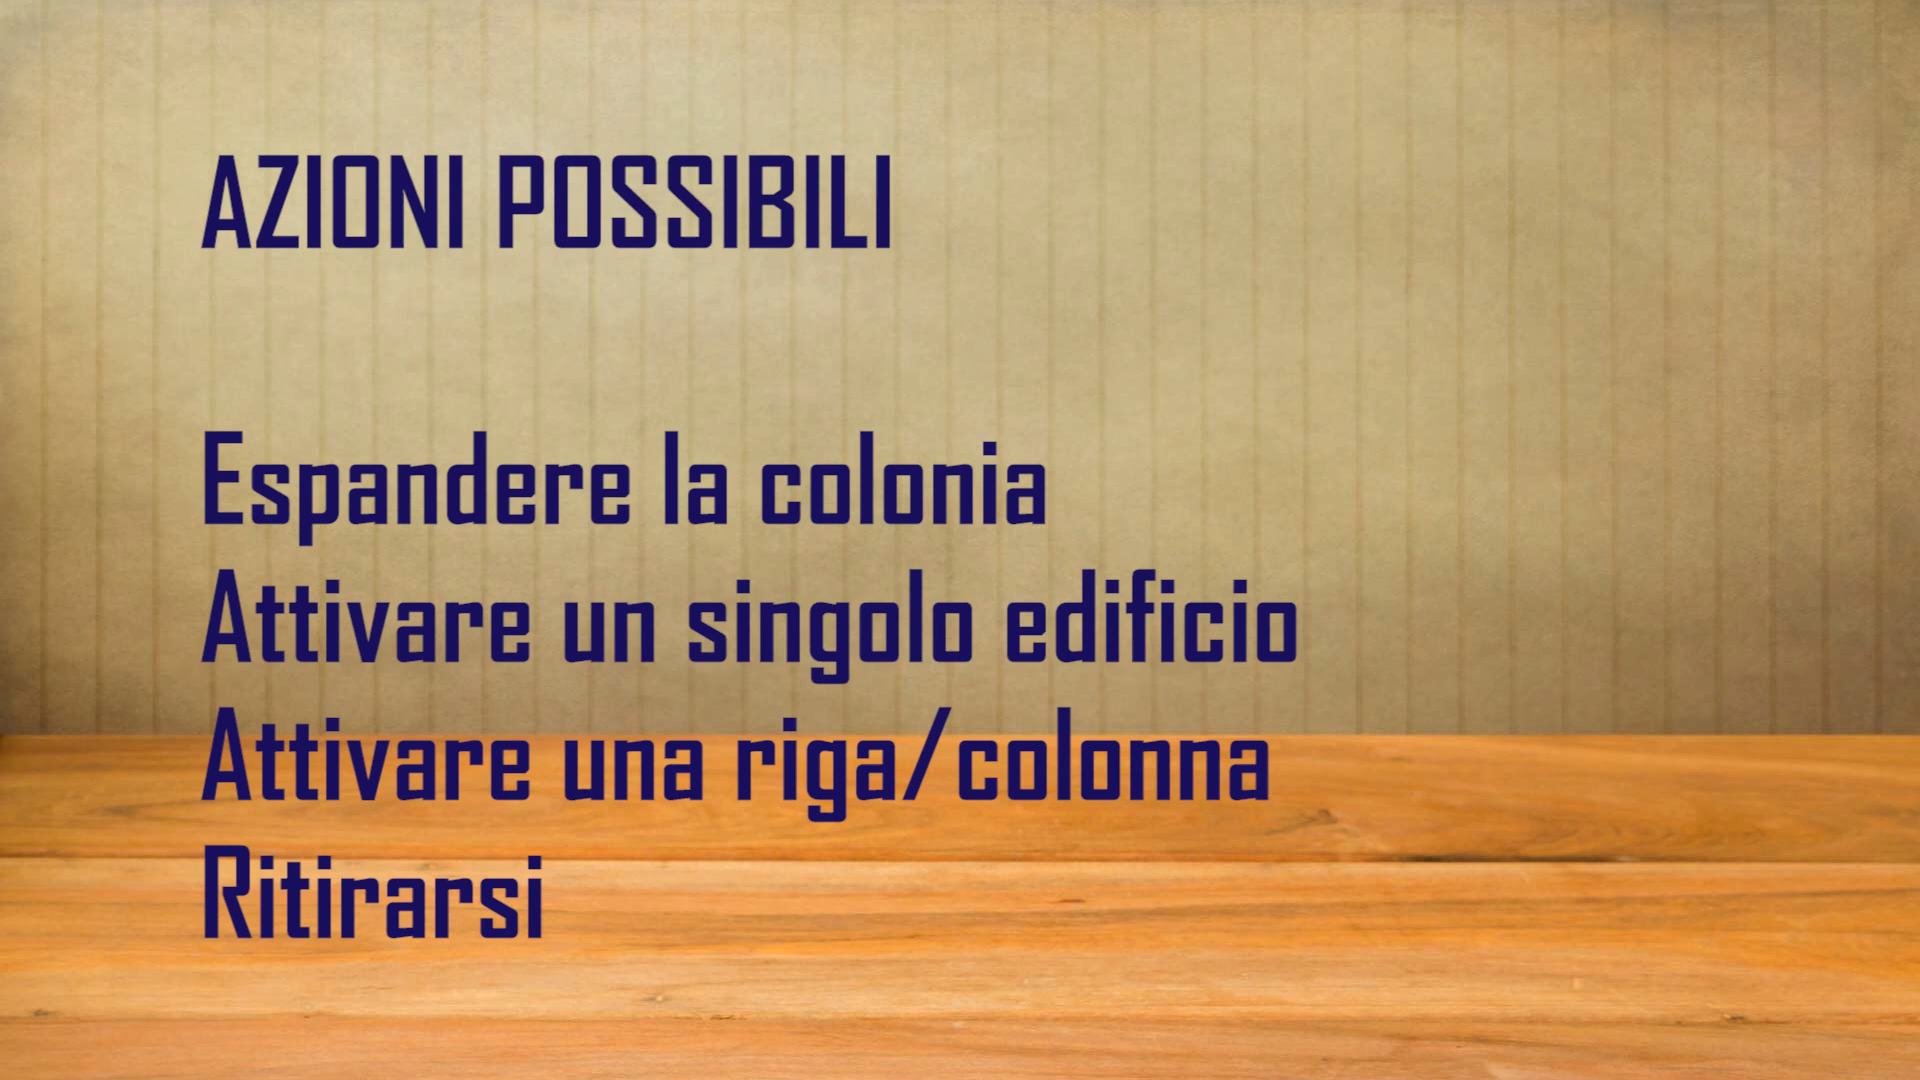 AZIONI POSSIBILI
Espandere la colonia
Attivare un singolo edificio
Attivare una riga/colonna
Ritirarsi